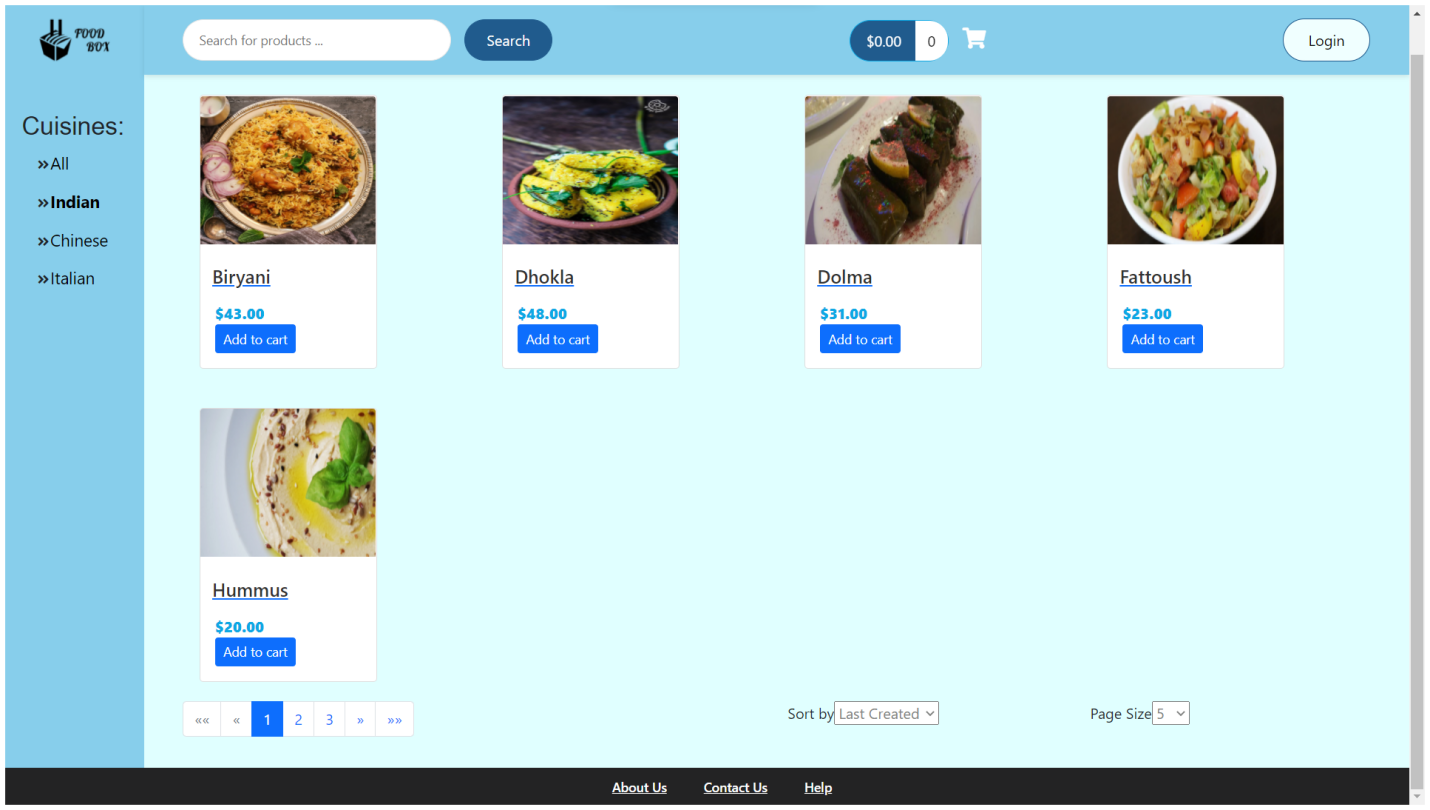 FOOD
BOX
Search for products ...
Search
$0.00 0
Login
Cuisines:
»All
»Indian
»Chinese
»Italian
Biryani
$43.00
Add to cart
Dhokla
$48.00
Add to cart
Dolma
$31.00
Add to cart
Fattoush
$23.00
Add to cart
Hummus
$20.00
Add to cart
«« « 1 2 3 » »»
Sort by Last Created
Page Size 5
About Us Contact Us Help